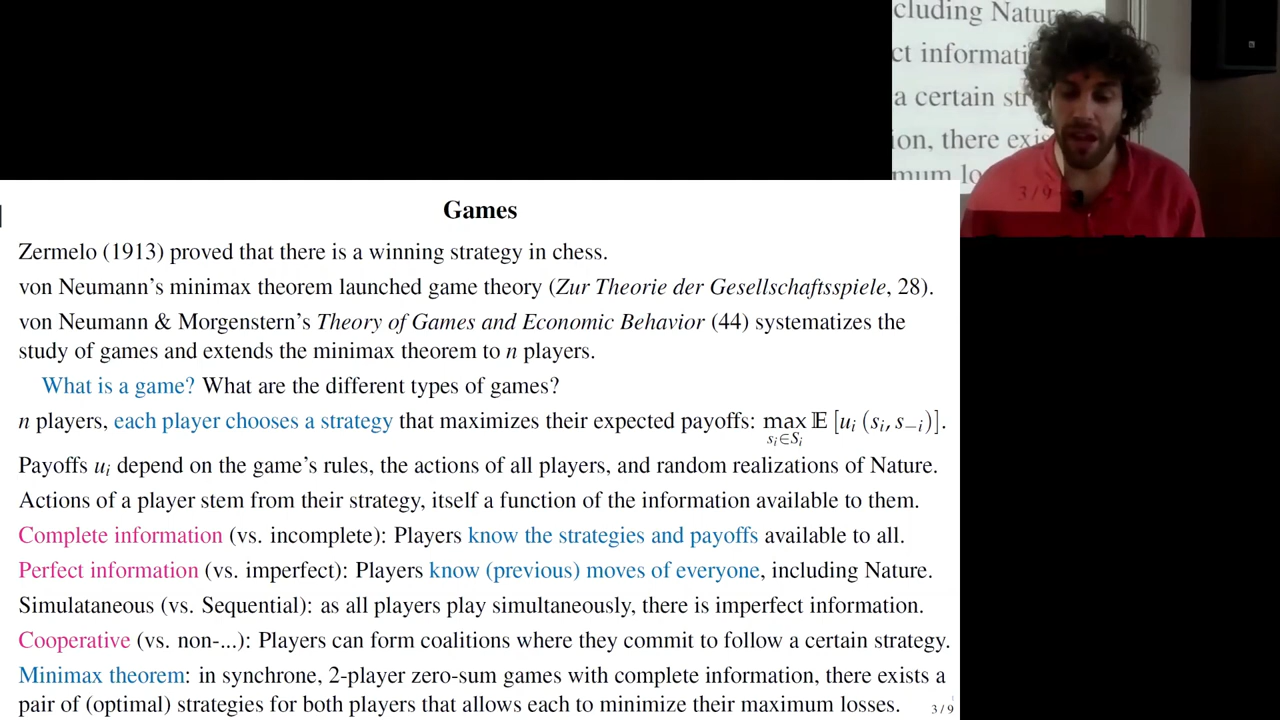 cluding Nature
ct informati
a certain str
ion, there exis
mum lo
3 / 9
Games
Zermelo (1913) proved that there is a winning strategy in chess.
von Neumann's minimax theorem launched game theory (Zur Theorie der Gesellschaftsspiele, 28).
von Neumann & Morgenstern's Theory of Games and Economic Behavior (44) systematizes the
study of games and extends the minimax theorem to n players.
What is a game? What are the different types of games?
n players, each player chooses a strategy that maximizes their expected payoffs: max 𝔼 [uᵢ (sᵢ, s₋ᵢ)].
sᵢ∈Sᵢ
Payoffs uᵢ depend on the game's rules, the actions of all players, and random realizations of Nature.
Actions of a player stem from their strategy, itself a function of the information available to them.
Complete information (vs. incomplete): Players know the strategies and payoffs available to all.
Perfect information (vs. imperfect): Players know (previous) moves of everyone, including Nature.
Simulataneous (vs. Sequential): as all players play simultaneously, there is imperfect information.
Cooperative (vs. non-...): Players can form coalitions where they commit to follow a certain strategy.
Minimax theorem: in synchrone, 2-player zero-sum games with complete information, there exists a
pair of (optimal) strategies for both players that allows each to minimize their maximum losses.
3 / 9